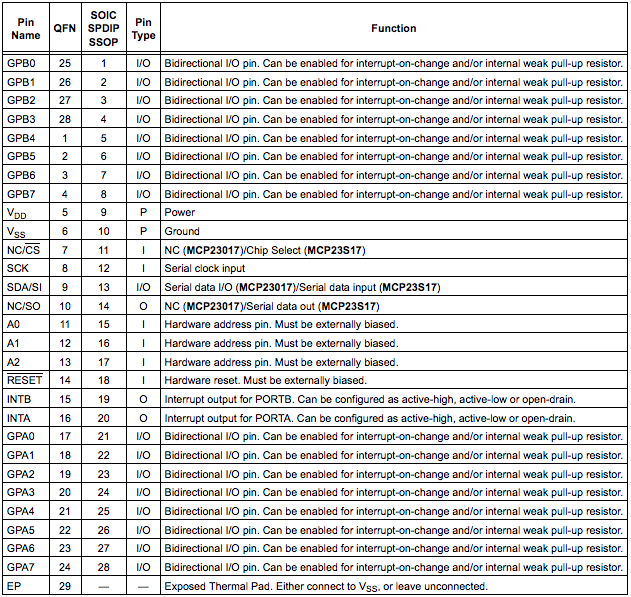 Pin Name QFN SOIC SPDIP SSOP Pin Type Function
GPB0 25 1 I/O Bidirectional I/O pin. Can be enabled for interrupt-on-change and/or internal weak pull-up resistor.
GPB1 26 2 I/O Bidirectional I/O pin. Can be enabled for interrupt-on-change and/or internal weak pull-up resistor.
GPB2 27 3 I/O Bidirectional I/O pin. Can be enabled for interrupt-on-change and/or internal weak pull-up resistor.
GPB3 28 4 I/O Bidirectional I/O pin. Can be enabled for interrupt-on-change and/or internal weak pull-up resistor.
GPB4 1 5 I/O Bidirectional I/O pin. Can be enabled for interrupt-on-change and/or internal weak pull-up resistor.
GPB5 2 6 I/O Bidirectional I/O pin. Can be enabled for interrupt-on-change and/or internal weak pull-up resistor.
GPB6 3 7 I/O Bidirectional I/O pin. Can be enabled for interrupt-on-change and/or internal weak pull-up resistor.
GPB7 4 8 I/O Bidirectional I/O pin. Can be enabled for interrupt-on-change and/or internal weak pull-up resistor.
VDD 5 9 P Power
VSS 6 10 P Ground
NC/CS 7 11 I NC (MCP23017)/Chip Select (MCP23S17)
SCK 8 12 I Serial clock input
SDA/SI 9 13 I/O Serial data I/O (MCP23017)/Serial data input (MCP23S17)
NC/SO 10 14 O NC (MCP23017)/Serial data out (MCP23S17)
A0 11 15 I Hardware address pin. Must be externally biased.
A1 12 16 I Hardware address pin. Must be externally biased.
A2 13 17 I Hardware address pin. Must be externally biased.
RESET 14 18 I Hardware reset. Must be externally biased.
INTB 15 19 O Interrupt output for PORTB. Can be configured as active-high, active-low or open-drain.
INTA 16 20 O Interrupt output for PORTA. Can be configured as active-high, active-low or open-drain.
GPA0 17 21 I/O Bidirectional I/O pin. Can be enabled for interrupt-on-change and/or internal weak pull-up resistor.
GPA1 18 22 I/O Bidirectional I/O pin. Can be enabled for interrupt-on-change and/or internal weak pull-up resistor.
GPA2 19 23 I/O Bidirectional I/O pin. Can be enabled for interrupt-on-change and/or internal weak pull-up resistor.
GPA3 20 24 I/O Bidirectional I/O pin. Can be enabled for interrupt-on-change and/or internal weak pull-up resistor.
GPA4 21 25 I/O Bidirectional I/O pin. Can be enabled for interrupt-on-change and/or internal weak pull-up resistor.
GPA5 22 26 I/O Bidirectional I/O pin. Can be enabled for interrupt-on-change and/or internal weak pull-up resistor.
GPA6 23 27 I/O Bidirectional I/O pin. Can be enabled for interrupt-on-change and/or internal weak pull-up resistor.
GPA7 24 28 I/O Bidirectional I/O pin. Can be enabled for interrupt-on-change and/or internal weak pull-up resistor.
EP 29 — — Exposed Thermal Pad. Either connect to VSS, or leave unconnected.